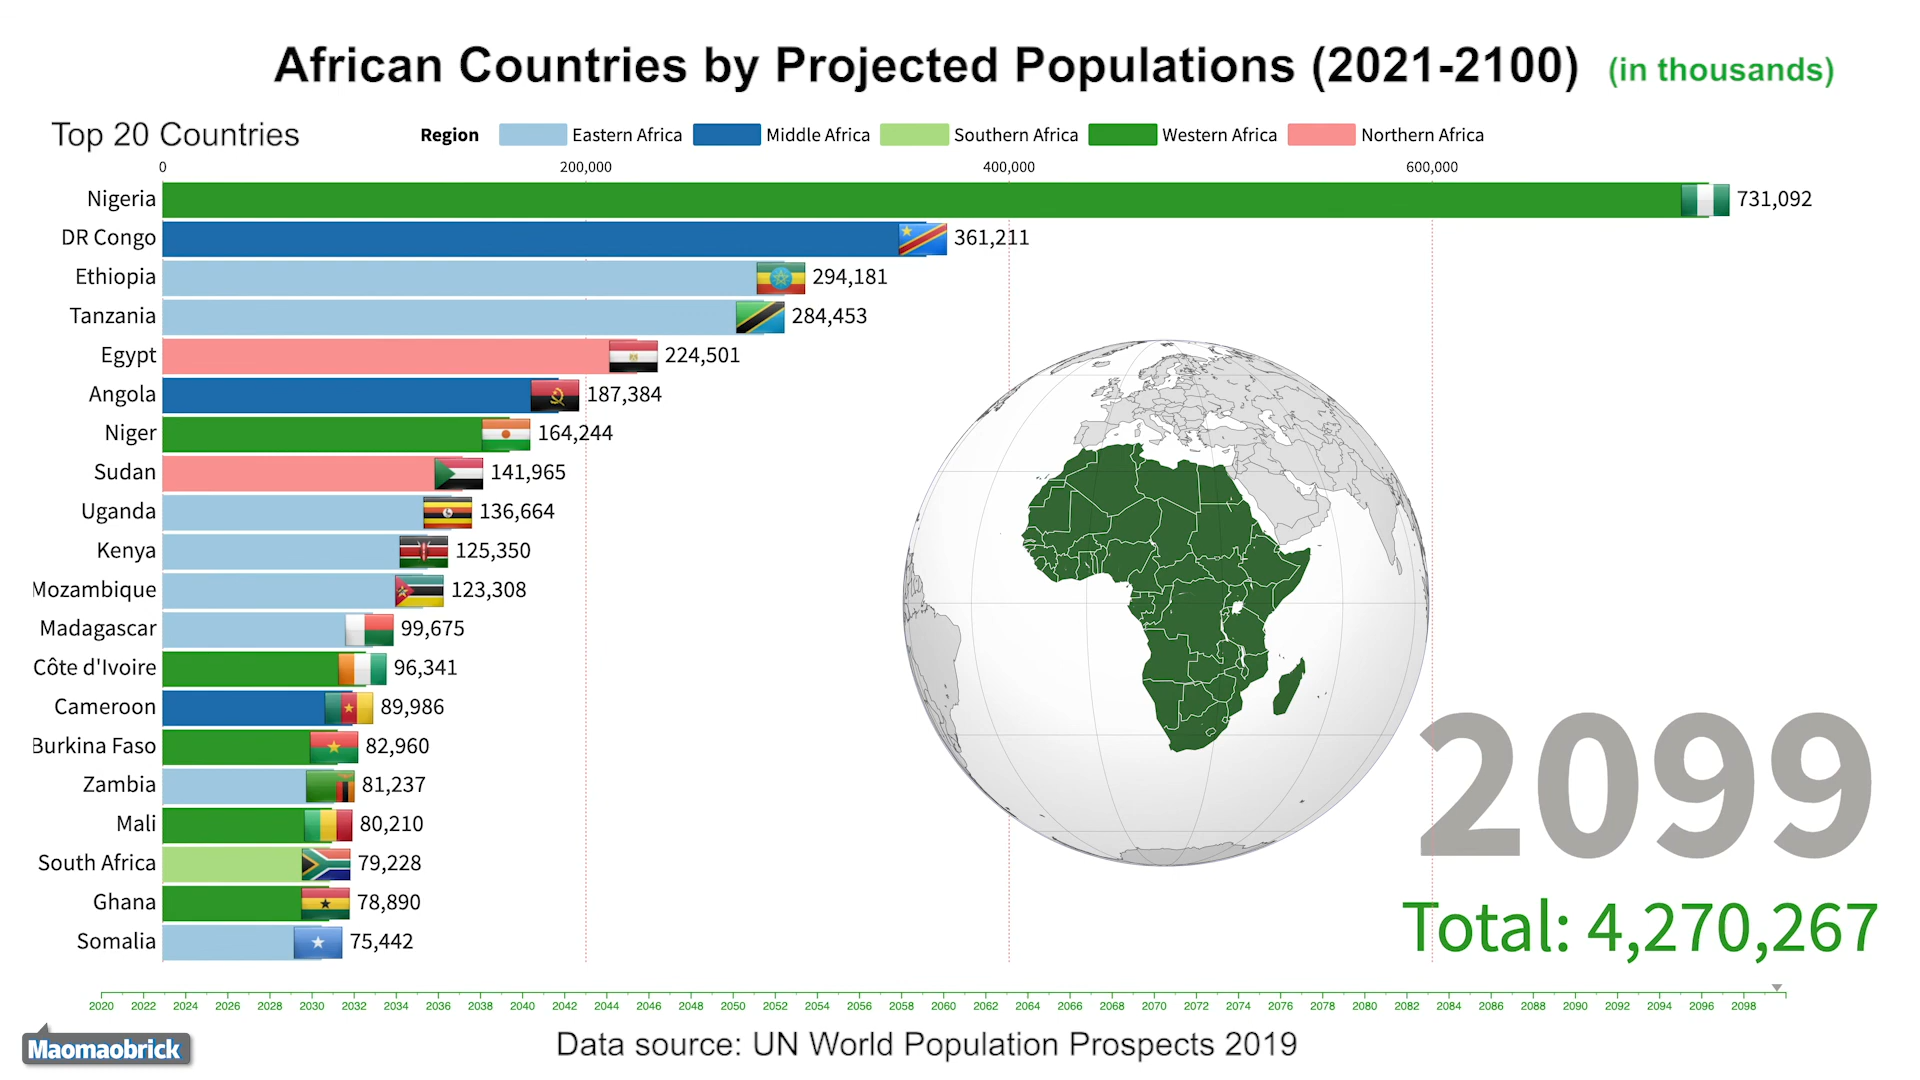 African Countries by Projected Populations (2021-2100) (in thousands)
Top 20 Countries
Region Eastern Africa Middle Africa Southern Africa Western Africa Northern Africa
0 200,000 400,000 600,000
Nigeria 731,092
DR Congo 361,211
Ethiopia 294,181
Tanzania 284,453
Egypt 224,501
Angola 187,384
Niger 164,244
Sudan 141,965
Uganda 136,664
Kenya 125,350
Mozambique 123,308
Madagascar 99,675
Côte d'Ivoire 96,341
Cameroon 89,986
Burkina Faso 82,960
Zambia 81,237
Mali 80,210
South Africa 79,228
Ghana 78,890
Somalia 75,442
2099
Total: 4,270,267
2020 2022 2024 2026 2028 2030 2032 2034 2036 2038 2040 2042 2044 2046 2048 2050 2052 2054 2056 2058 2060 2062 2064 2066 2068 2070 2072 2074 2076 2078 2080 2082 2084 2086 2088 2090 2092 2094 2096 2098
Maomaobrick
Data source: UN World Population Prospects 2019